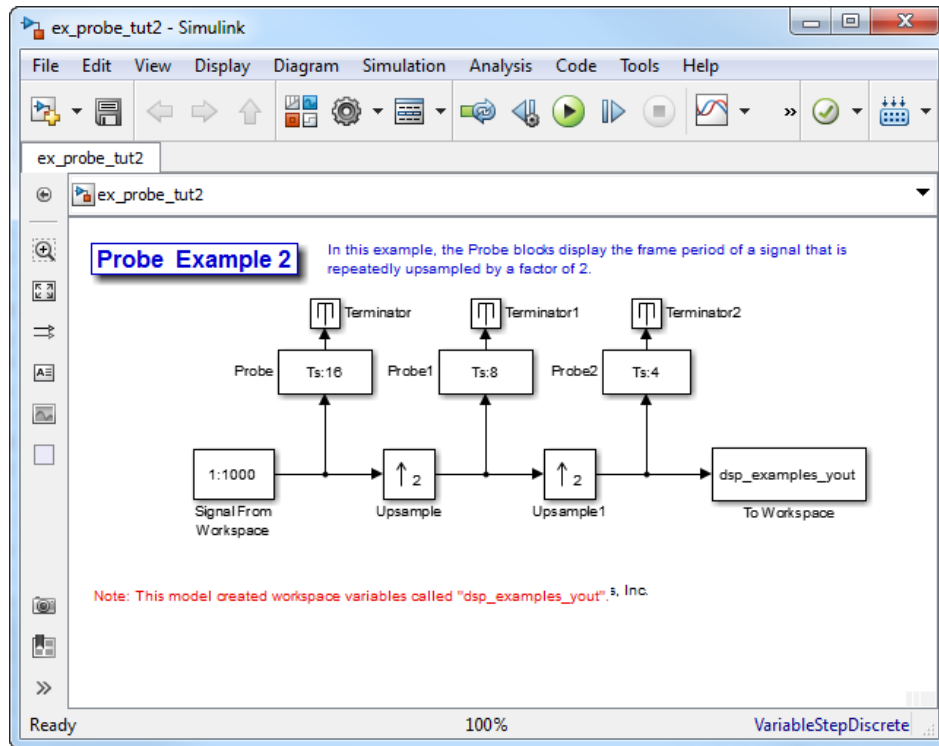 ex_probe_tut2 - Simulink
File Edit View Display Diagram Simulation Analysis Code Tools Help
ex_probe_tut2
ex_probe_tut2
Probe Example 2
In this example, the Probe blocks display the frame period of a signal that is
repeatedly upsampled by a factor of 2.
Terminator Terminator1 Terminator2
Probe Ts:16 Probe1 Ts:8 Probe2 Ts:4
1:1000 2 2 dsp_examples_yout
Signal From
Workspace
Upsample Upsample1 To Workspace
Note: This model created workspace variables called "dsp_examples_yout". s, Inc.
Ready 100% VariableStepDiscrete